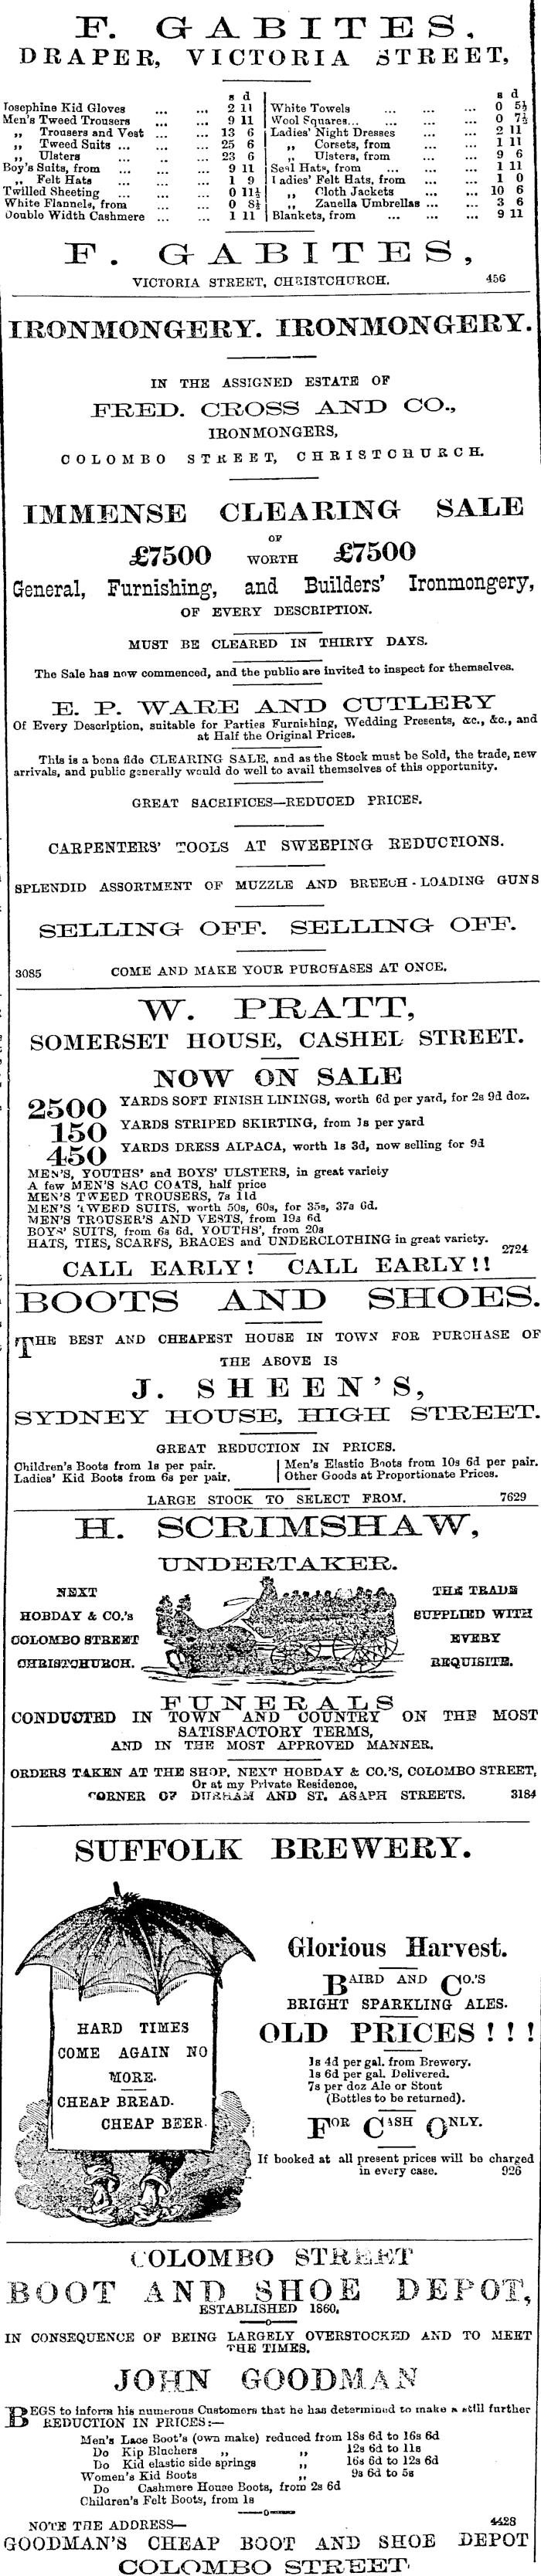 F. GABITES,
DRAPER, VICTORIA STREET,
s d
Josephine Kid Gloves ... ... 2 11
Men's Tweed Trousers ... ... 9 11
„ Trousers and Vest ... ... 13 6
„ Tweed Suits ... ... ... 25 6
„ Ulsters ... .. ... 23 6
Boy's Suits, from ... ... ... 9 11
„ Felt Hats ... ... ... 1 9
Twilled Sheeting ... ... ... 0 11½
White Flannels, from ... ... 0 8½
Double Width Cashmere ... ... 1 11
s d
White Towels ... ... ... 0 5½
Wool Squares... ... ... ... 0 7½
Ladies' Night Dresses ... ... 2 11
„ Corsets, from ... ... 1 11
„ Ulsters, from ... ... 9 6
Seal Hats, from ... ... ... 1 11
Ladies' Felt Hats, from ... ... 1 0
„ Cloth Jackets ... ... 10 6
„ Zanella Umbrellas ... ... 3 6
Blankets, from ... ... ... 9 11
F. GABITES,
VICTORIA STREET, CHRISTCHURCH. 456
IRONMONGERY. IRONMONGERY.
IN THE ASSIGNED ESTATE OF
FRED. CROSS AND CO.,
IRONMONGERS,
COLOMBO STREET, CHRISTCHURCH.
IMMENSE CLEARING SALE
OF
£7500 WORTH £7500
General, Furnishing, and Builders' Ironmongery,
OF EVERY DESCRIPTION.
MUST BE CLEARED IN THIRTY DAYS.
The Sale has now commenced, and the public are invited to inspect for themselves.
E. P. WARE AND CUTLERY
Of Every Description, suitable for Parties Furnishing, Wedding Presents, &c., &c., and
at Half the Original Prices.
This is a bona fide CLEARING SALE, and as the Stock must be Sold, the trade, new
arrivals, and public generally would do well to avail themselves of this opportunity.
GREAT SACRIFICES—REDUCED PRICES.
CARPENTERS' TOOLS AT SWEEPING REDUCTIONS.
SPLENDID ASSORTMENT OF MUZZLE AND BREECH-LOADING GUNS
SELLING OFF. SELLING OFF.
3085 COME AND MAKE YOUR PURCHASES AT ONCE.
W. PRATT,
SOMERSET HOUSE, CASHEL STREET.
NOW ON SALE
2500 YARDS SOFT FINISH LININGS, worth 6d per yard, for 2s 9d doz.
150 YARDS STRIPED SKIRTING, from 1s per yard
450 YARDS DRESS ALPACA, worth 1s 3d, now selling for 9d
MEN'S, YOUTHS' and BOYS' ULSTERS, in great variety
A few MEN'S SAC COATS, half price
MEN'S TWEED TROUSERS, 7s 11d
MEN'S TWEED SUITS, worth 50s, 60s, for 35s, 37s 6d.
MEN'S TROUSER'S AND VESTS, from 19s 6d
BOYS' SUITS, from 6s 6d, YOUTHS', from 20s
HATS, TIES, SCARFS, BRACES and UNDERCLOTHING in great variety.
2724
CALL EARLY! CALL EARLY!!
BOOTS AND SHOES.
THE BEST AND CHEAPEST HOUSE IN TOWN FOR PURCHASE OF
THE ABOVE IS
J. SHEEN'S,
SYDNEY HOUSE, HIGH STREET.
GREAT REDUCTION IN PRICES.
Children's Boots from 1s per pair.
Ladies' Kid Boots from 6s per pair.
Men's Elastic Boots from 10s 6d per pair.
Other Goods at Proportionate Prices.
LARGE STOCK TO SELECT FROM. 7629
H. SCRIMSHAW,
UNDERTAKER.
NEXT
HOBDAY & CO.'s
COLOMBO STREET
CHRISTCHURCH.
THE TRADE
SUPPLIED WITH
EVERY
REQUISITE.
FUNERALS
CONDUCTED IN TOWN AND COUNTRY ON THE MOST
SATISFACTORY TERMS,
AND IN THE MOST APPROVED MANNER.
ORDERS TAKEN AT THE SHOP, NEXT HOBDAY & CO.'S, COLOMBO STREET,
Or at my Private Residence,
CORNER OF DURHAM AND ST. ASAPH STREETS. 3184
SUFFOLK BREWERY.
HARD TIMES
COME AGAIN NO
MORE.
CHEAP BREAD.
CHEAP BEER.
Glorious Harvest.
BAIRD AND CO.'S
BRIGHT SPARKLING ALES.
OLD PRICES!!!
1s 4d per gal. from Brewery.
1s 6d per gal. Delivered.
7s per doz Ale or Stout
(Bottles to be returned).
FOR CASH ONLY.
If booked at all present prices will be charged
in every case. 926
COLOMBO STREET
BOOT AND SHOE DEPOT,
ESTABLISHED 1860.
IN CONSEQUENCE OF BEING LARGELY OVERSTOCKED AND TO MEET
THE TIMES.
JOHN GOODMAN
BEGS to inform his numerous Customers that he has determined to make a still further
REDUCTION IN PRICES:—
Men's Lace Boot's (own make) reduced from 18s 6d to 16s 6d
Do Kip Bluchers „ „ 12s 6d to 11s
Do Kid elastic side springs „ 16s 6d to 12s 6d
Women's Kid Boots „ 9s 6d to 5s
Do Cashmere House Boots, from 2s 6d
Children's Felt Boots, from 1s
NOTE THE ADDRESS— 4428
GOODMAN'S CHEAP BOOT AND SHOE DEPOT
COLOMBO STREET.